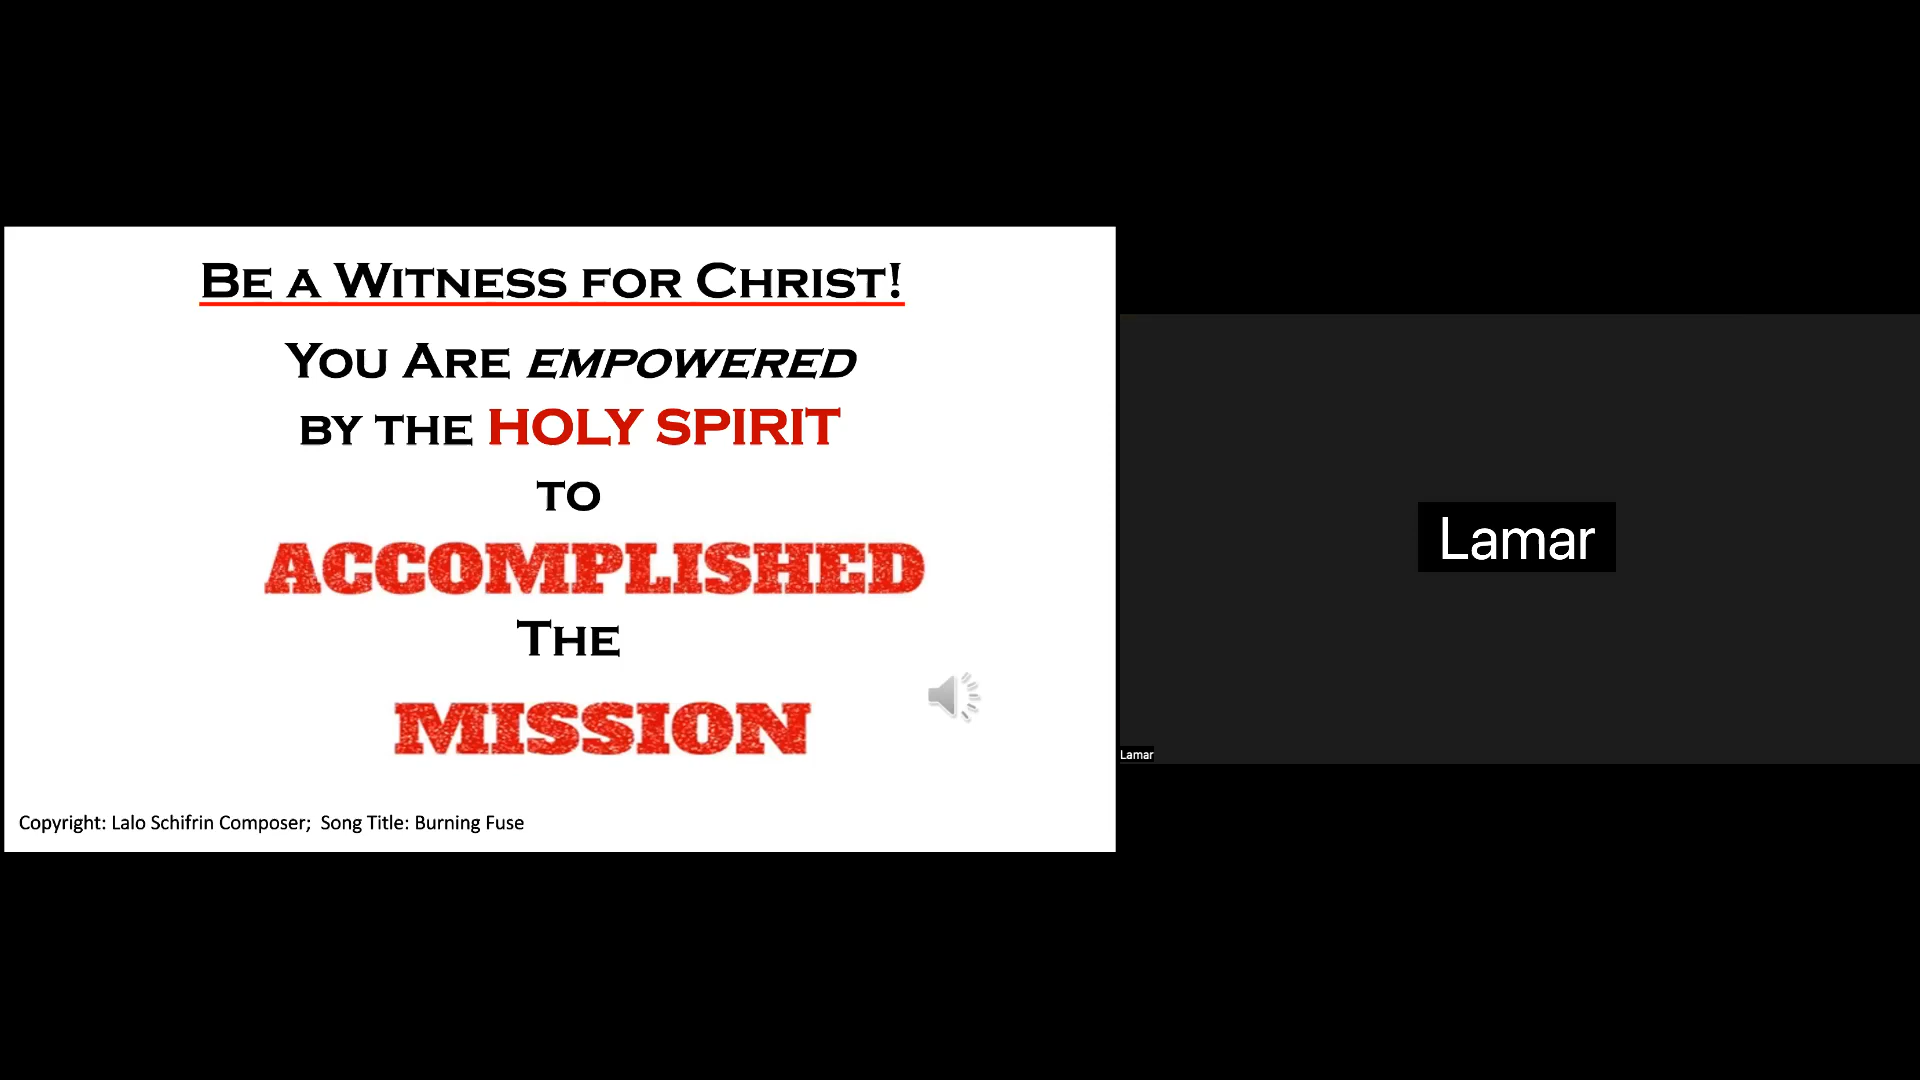 Be a Witness for Christ!
You Are EMPOWERED
by the HOLY SPIRIT
to
ACCOMPLISHED
The
MISSION
Copyright: Lalo Schifrin Composer;  Song Title: Burning Fuse
Lamar
Lamar